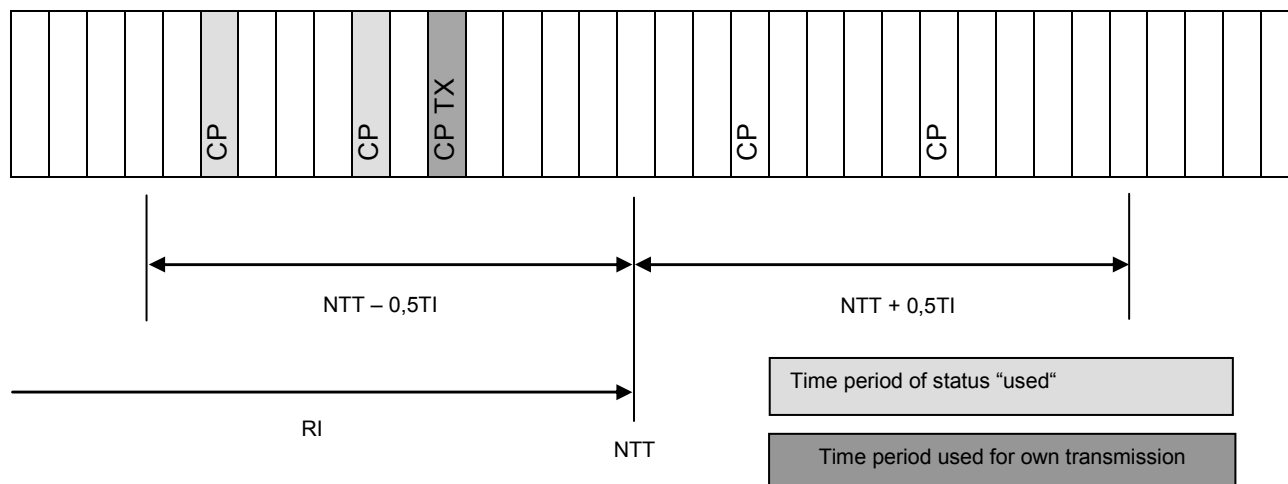 CP
CP
CP TX
CP
CP
NTT – 0,5TI
NTT + 0,5TI
Time period of status “used“
RI
NTT
Time period used for own transmission